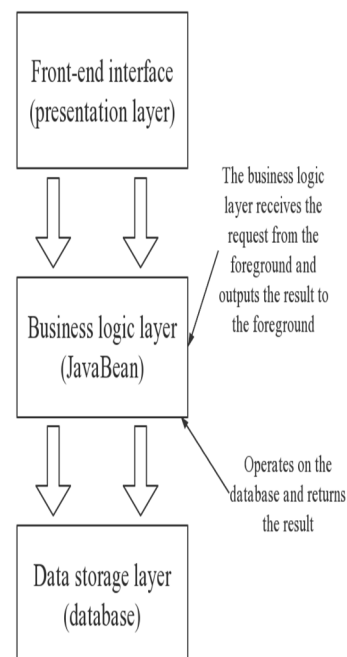 Front-end interface
(presentation layer)
The business logic
layer receives the
request from the
foreground and
outputs the result to
the foreground
Business logic layer
(JavaBean)
Operates on the
database and returns
the result
Data storage layer
(database)